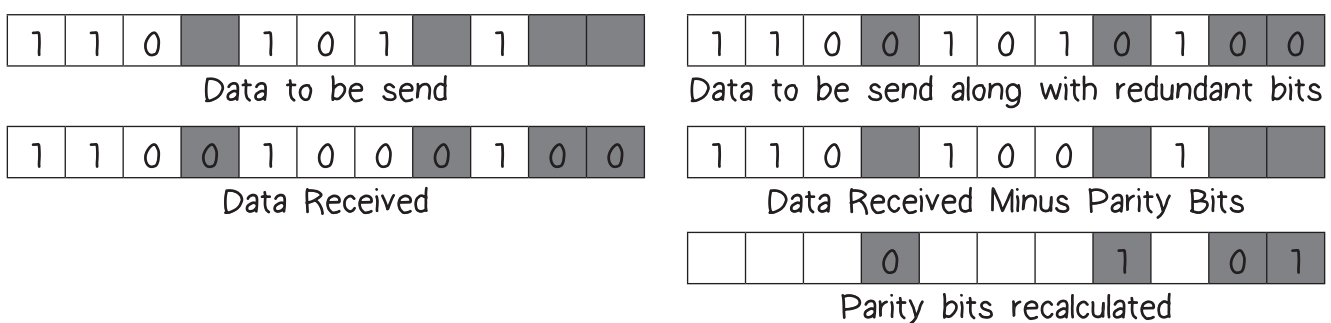 1 1 0 1 0 1 1
Data to be send
1 1 0 0 1 0 1 0 1 0 0
Data to be send along with redundant bits
1 1 0 0 1 0 0 0 1 0 0
Data Received
1 1 0 1 0 0 1
Data Received Minus Parity Bits
0 1 0 1
Parity bits recalculated